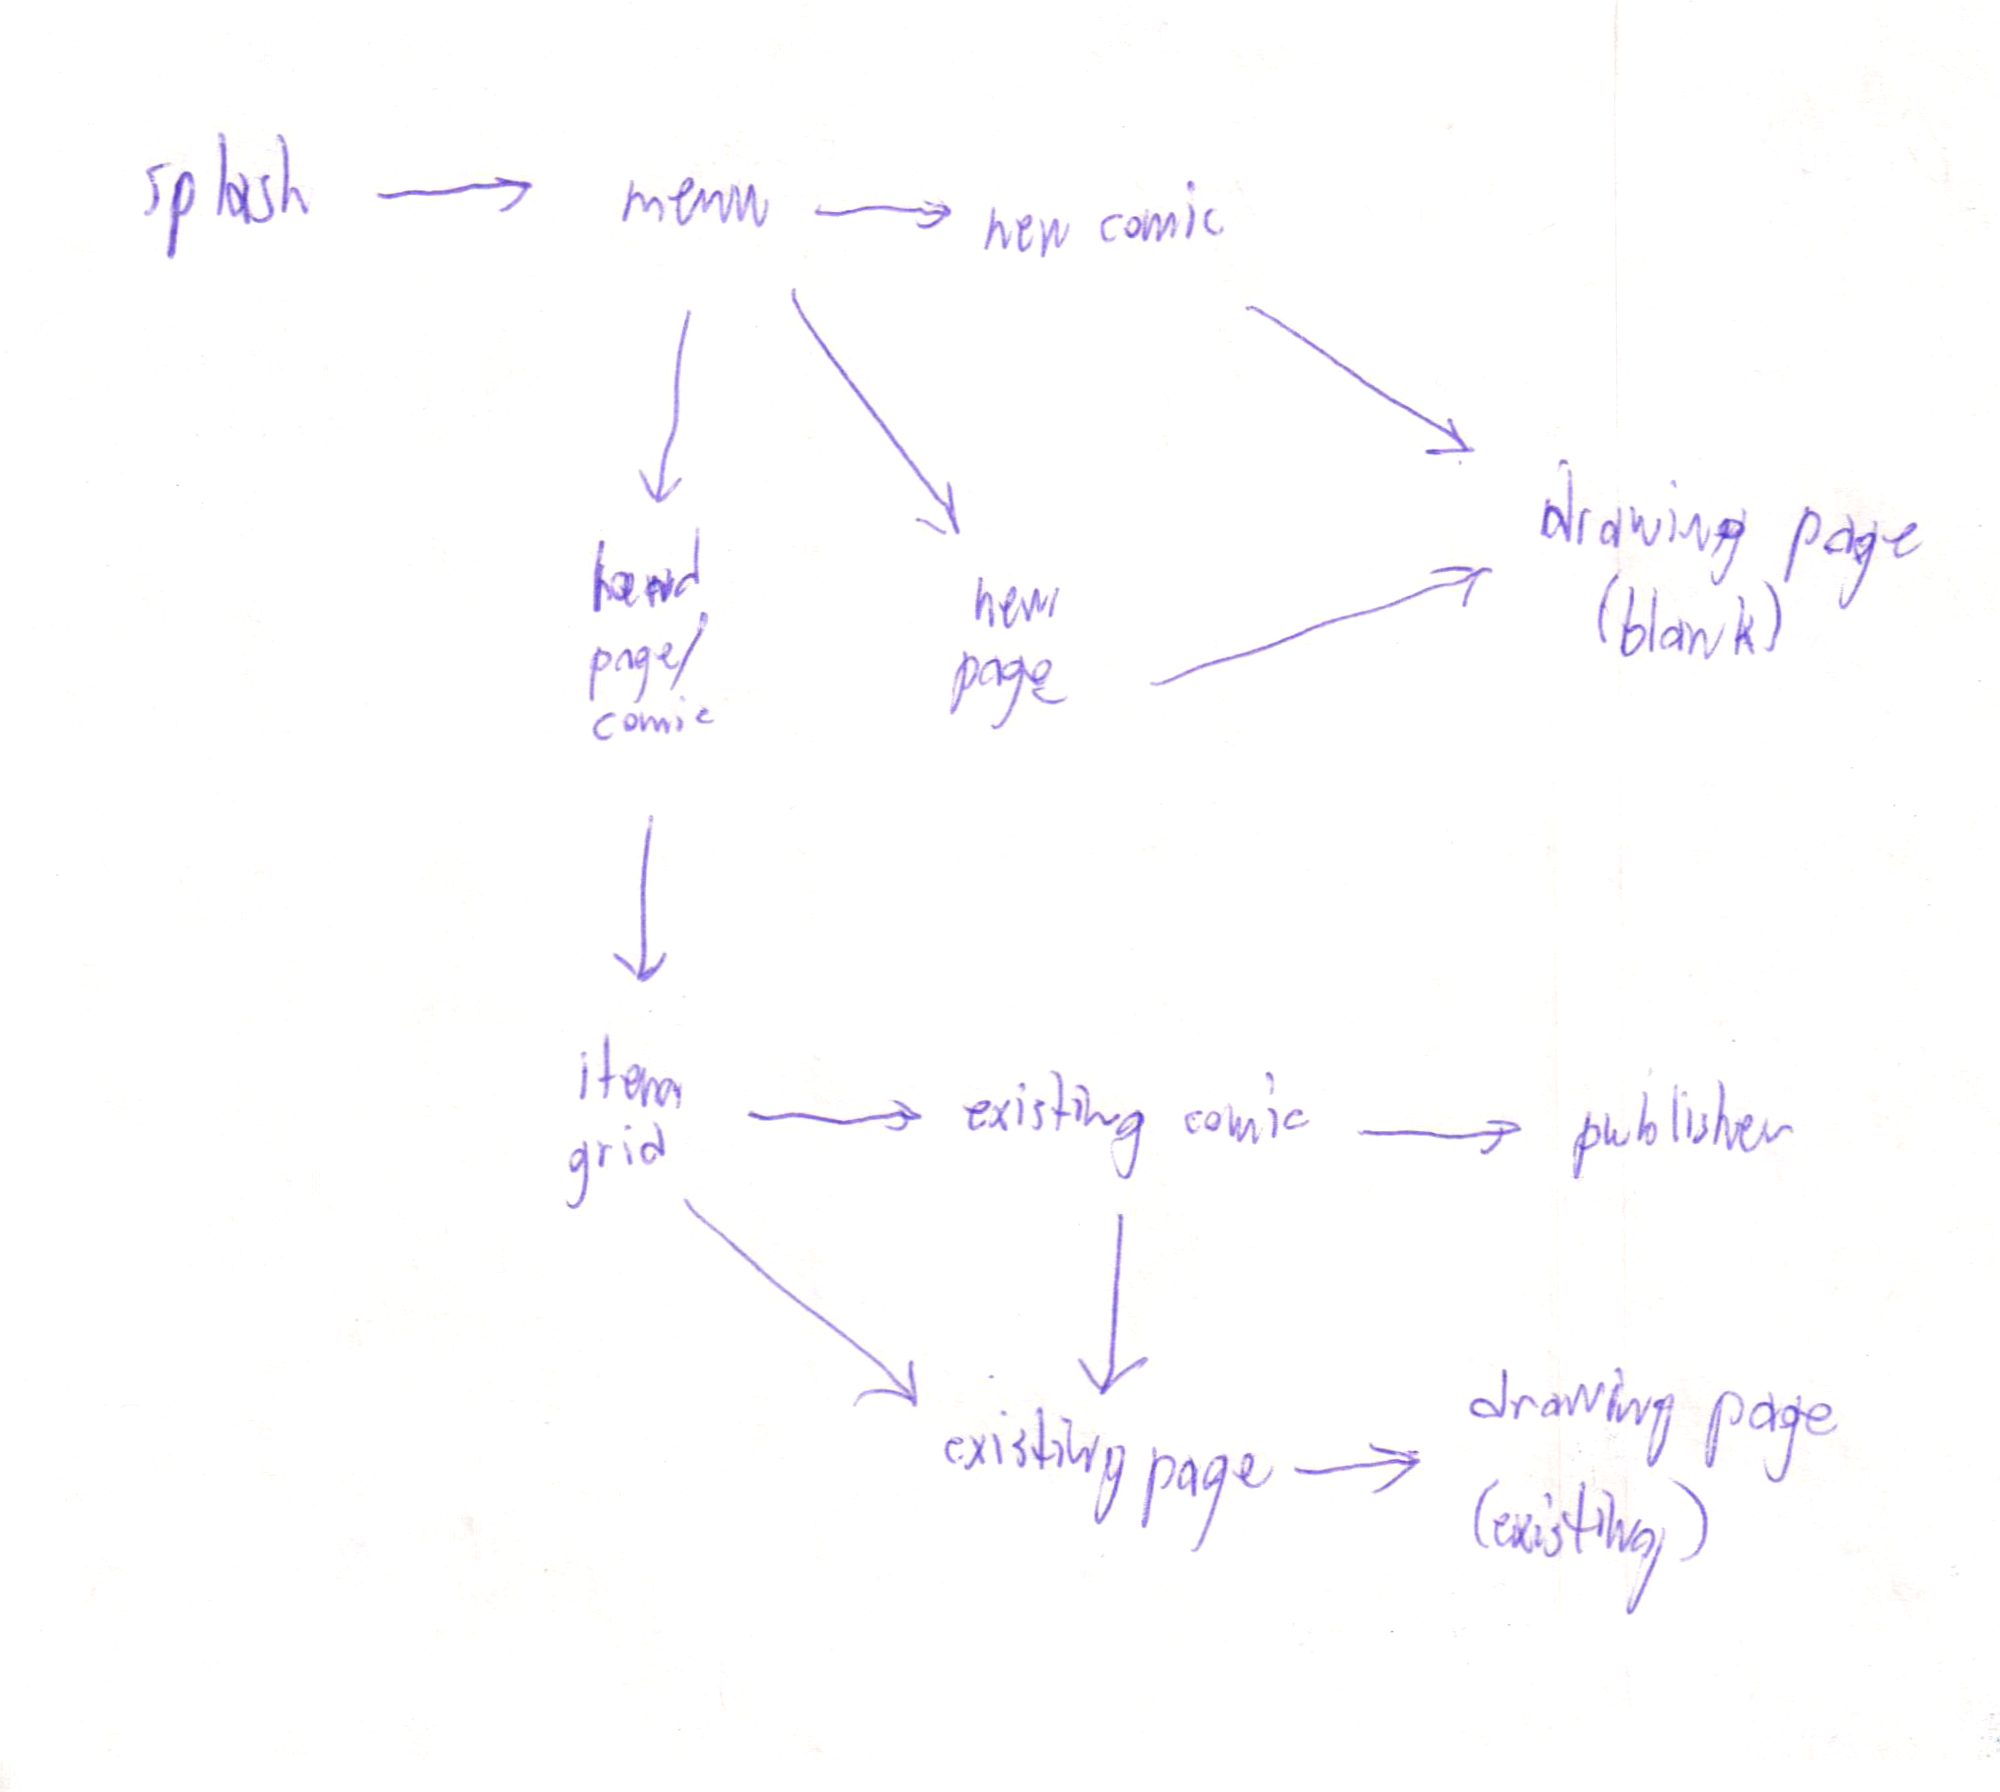 splash
menu
new comic
page/
comic
new
page
drawing page
(blank)
item
grid
existing comic
publisher
existing page
drawing page
(existing)